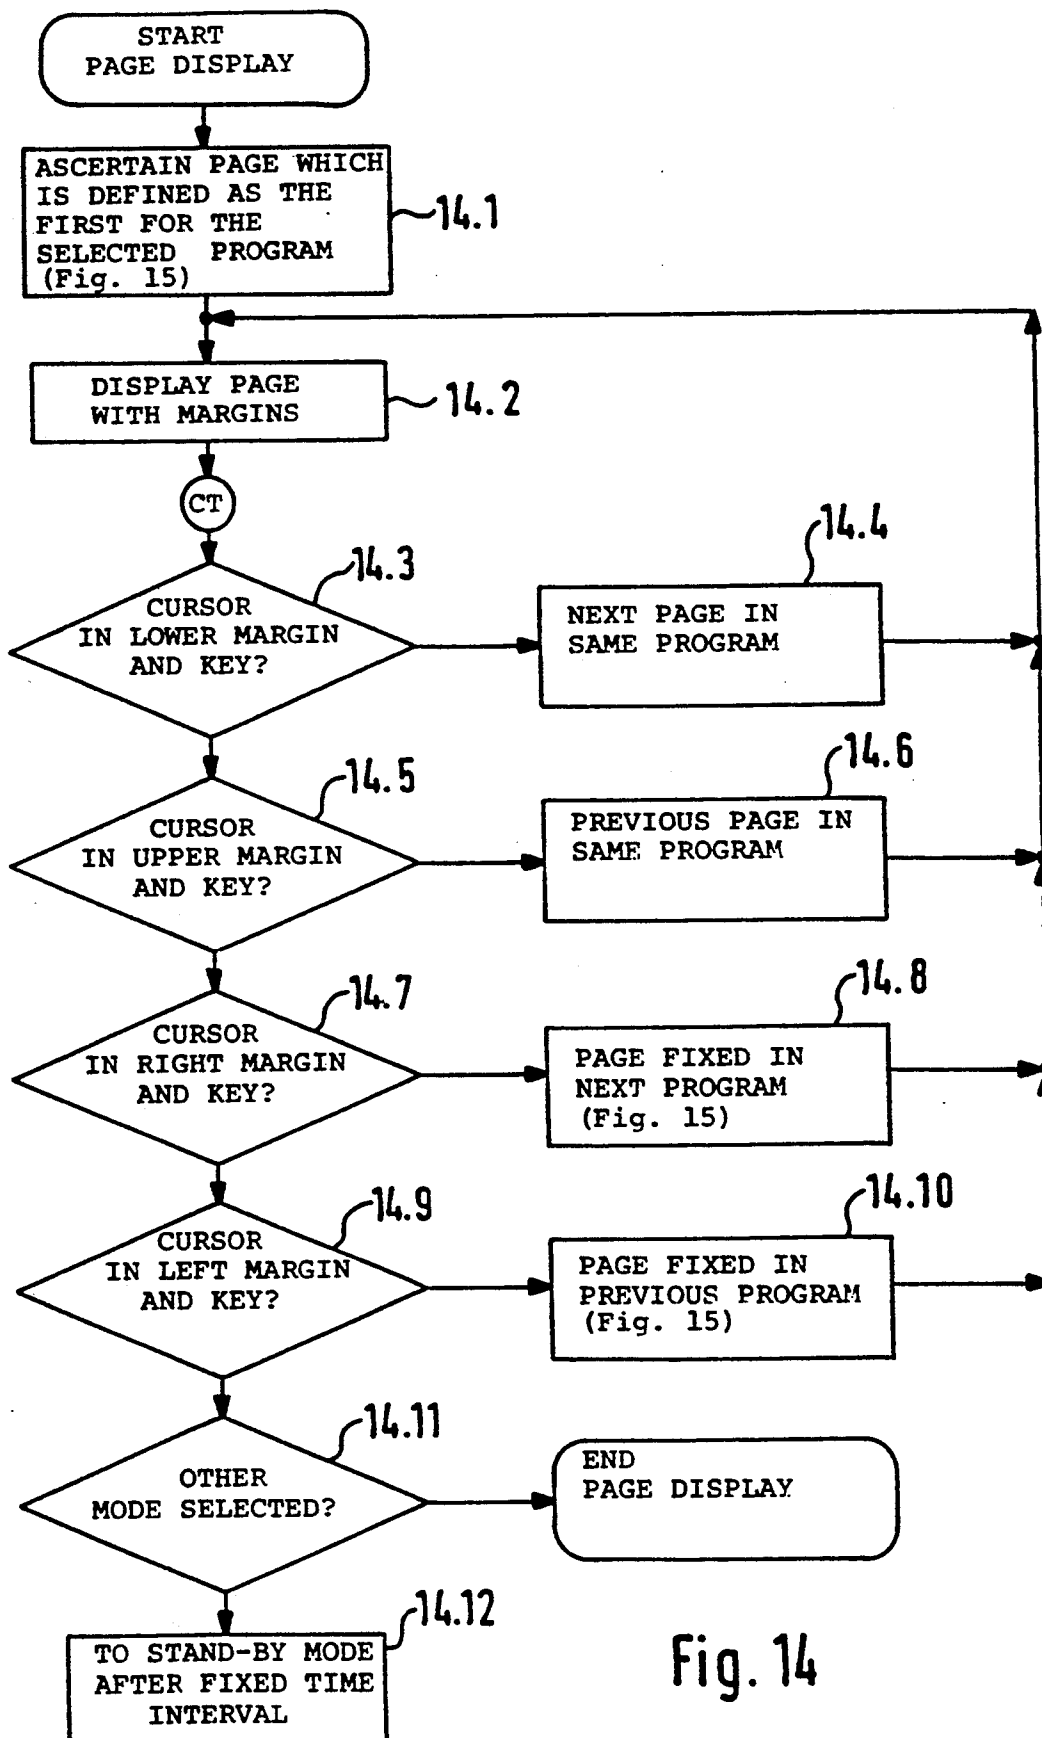 START
PAGE DISPLAY
ASCERTAIN PAGE WHICH
IS DEFINED AS THE
FIRST FOR THE
SELECTED PROGRAM
(Fig. 15)
14.1
DISPLAY PAGE
WITH MARGINS
14.2
CT
14.3
CURSOR
IN LOWER MARGIN
AND KEY?
14.4
NEXT PAGE IN
SAME PROGRAM
14.5
CURSOR
IN UPPER MARGIN
AND KEY?
14.6
PREVIOUS PAGE IN
SAME PROGRAM
14.7
CURSOR
IN RIGHT MARGIN
AND KEY?
14.8
PAGE FIXED IN
NEXT PROGRAM
(Fig. 15)
14.9
CURSOR
IN LEFT MARGIN
AND KEY?
14.10
PAGE FIXED IN
PREVIOUS PROGRAM
(Fig. 15)
14.11
OTHER
MODE SELECTED?
END
PAGE DISPLAY
14.12
TO STAND-BY MODE
AFTER FIXED TIME
INTERVAL
Fig. 14